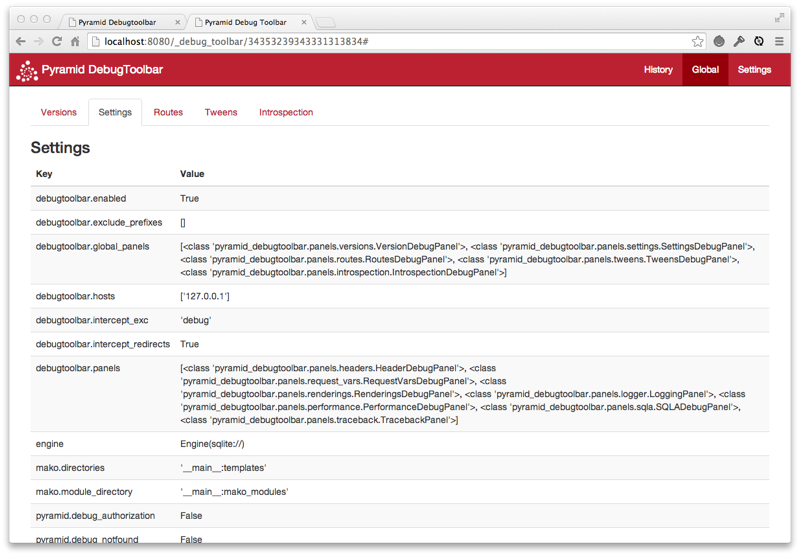 Pyramid Debugtoolbar
Pyramid Debug Toolbar
localhost:8080/_debug_toolbar/34353239343331313834#
Pyramid DebugToolbar
History
Global
Settings
Versions
Settings
Routes
Tweens
Introspection
Settings
Key Value
debugtoolbar.enabled True
debugtoolbar.exclude_prefixes []
debugtoolbar.global_panels [<class 'pyramid_debugtoolbar.panels.versions.VersionDebugPanel'>, <class 'pyramid_debugtoolbar.panels.settings.SettingsDebugPanel'>,
<class 'pyramid_debugtoolbar.panels.routes.RoutesDebugPanel'>, <class 'pyramid_debugtoolbar.panels.tweens.TweensDebugPanel'>,
<class 'pyramid_debugtoolbar.panels.introspection.IntrospectionDebugPanel'>]
debugtoolbar.hosts ['127.0.0.1']
debugtoolbar.intercept_exc 'debug'
debugtoolbar.intercept_redirects True
debugtoolbar.panels [<class 'pyramid_debugtoolbar.panels.headers.HeaderDebugPanel'>, <class
'pyramid_debugtoolbar.panels.request_vars.RequestVarsDebugPanel'>, <class
'pyramid_debugtoolbar.panels.renderings.RenderingsDebugPanel'>, <class 'pyramid_debugtoolbar.panels.logger.LoggingPanel'>, <class
'pyramid_debugtoolbar.panels.performance.PerformanceDebugPanel'>, <class 'pyramid_debugtoolbar.panels.sqla.SQLADebugPanel'>,
<class 'pyramid_debugtoolbar.panels.traceback.TracebackPanel'>]
engine Engine(sqlite://)
mako.directories '__main__:templates'
mako.module_directory '__main__:mako_modules'
pyramid.debug_authorization False
pyramid.debug_notfound False